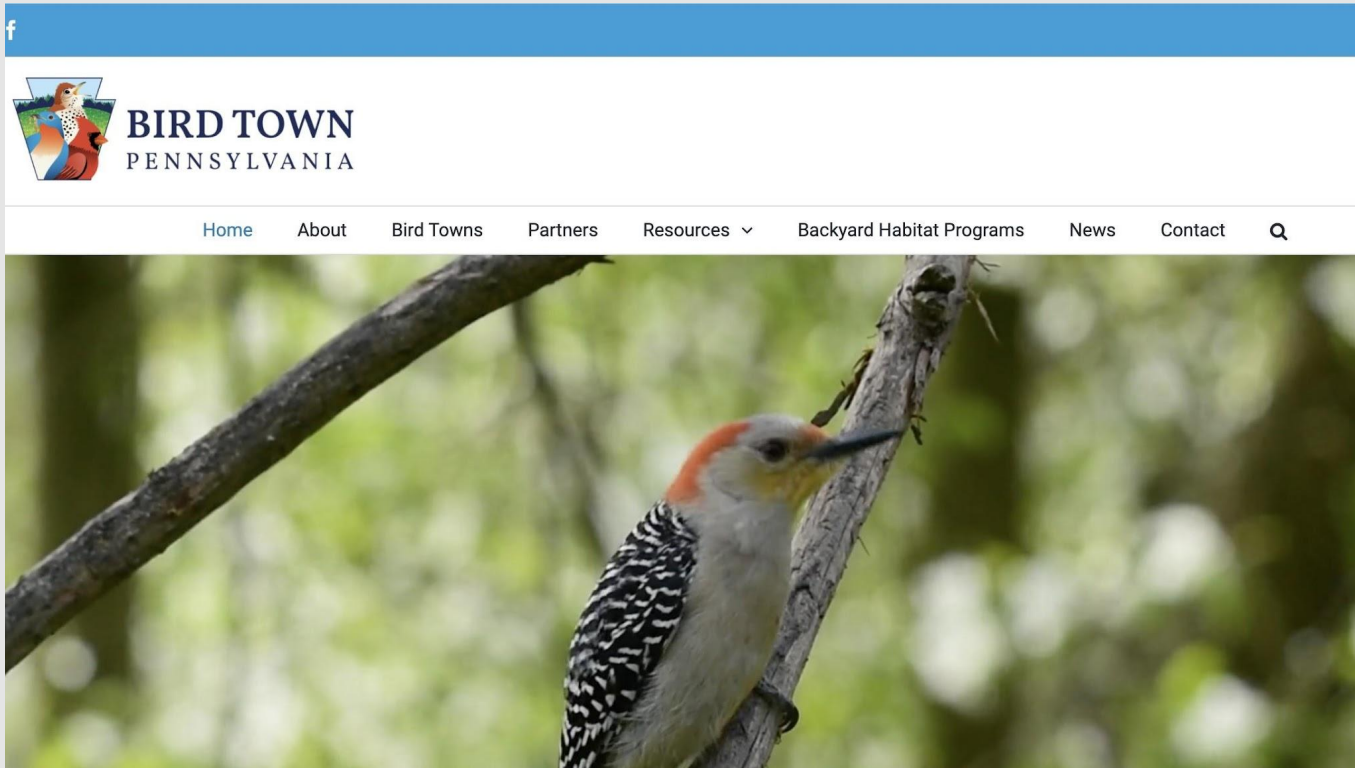 f
BIRD TOWN
PENNSYLVANIA
Home About Bird Towns Partners Resources Backyard Habitat Programs News Contact